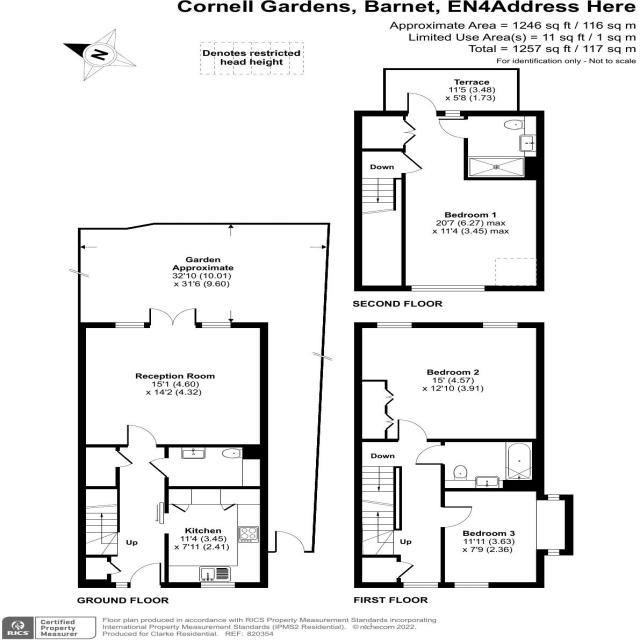 Cornell Gardens, Barnet, EN4Address Here
Approximate Area = 1246 sq ft / 116 sq m
Limited Use Area(s) = 11 sq ft / 1 sq m
Total = 1257 sq ft / 117 sq m
For identification only - Not to scale
N
Denotes restricted
head height
Terrace
11'5 (3.48)
x 5'8 (1.73)
Down
Bedroom 1
20'7 (6.27) max
x 11'4 (3.45) max
SECOND FLOOR
Garden
Approximate
32'10 (10.01)
x 31'6 (9.60)
Reception Room
15'1 (4.60)
x 14'2 (4.32)
Kitchen
11'4 (3.45)
x 7'11 (2.41)
Up
GROUND FLOOR
Bedroom 2
15' (4.57)
x 12'10 (3.91)
Down
Up
Bedroom 3
11'11 (3.63)
x 7'9 (2.36)
FIRST FLOOR
RICS
Certified
Property
Measurer
Floor plan produced in accordance with RICS Property Measurement Standards incorporating
International Property Measurement Standards (IPMS2 Residential). © nichecom 2022.
Produced for Clarke Residential. REF: 820354